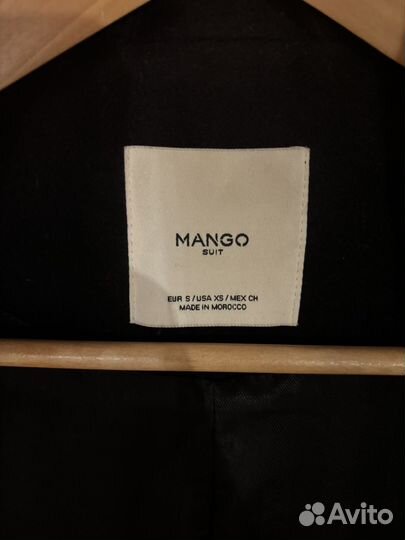 MANGO
SUIT
EUR S / USA XS / MEX CH
MADE IN MOROCCO
Avito